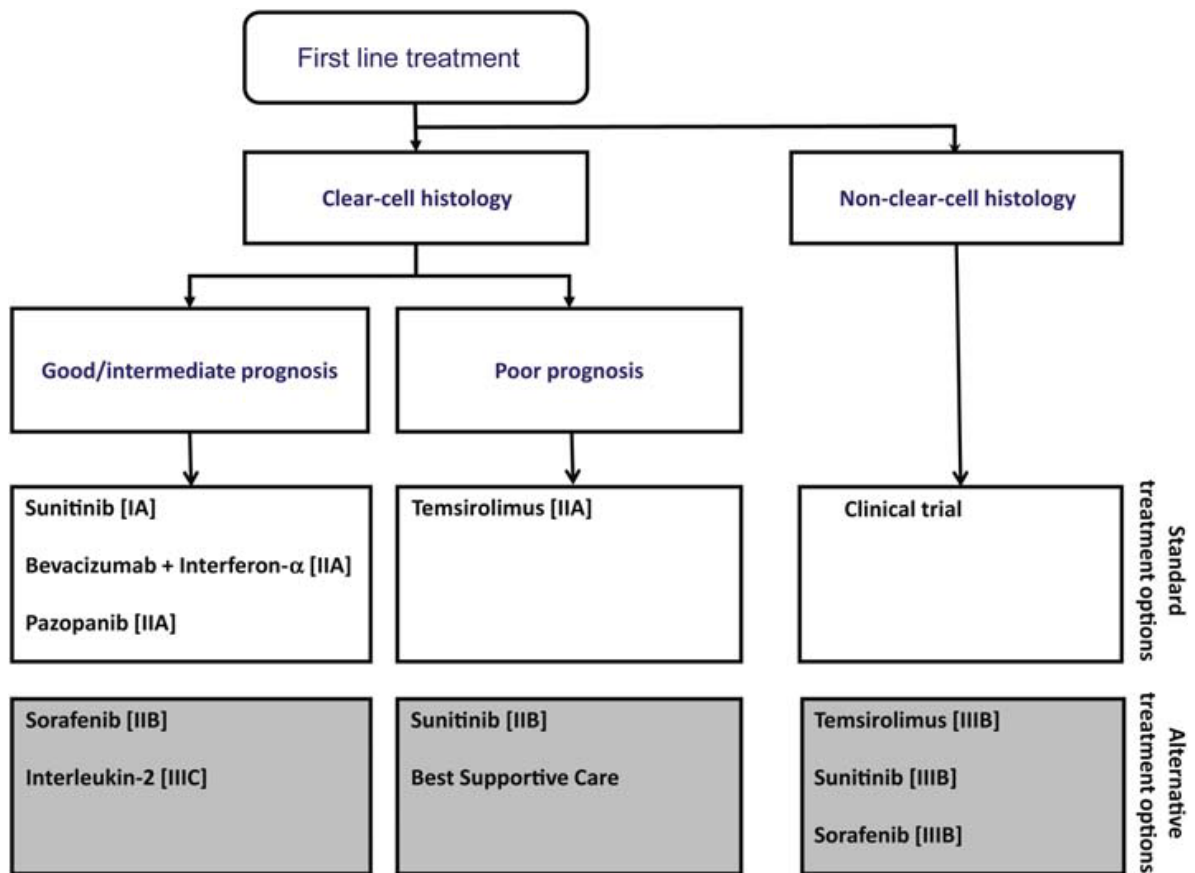 First line treatment
Clear-cell histology
Non-clear-cell histology
Good/intermediate prognosis
Poor prognosis
Sunitinib [IA]
Bevacizumab + Interferon-α [IIA]
Pazopanib [IIA]
Temsirolimus [IIA]
Clinical trial
Standard
treatment options
Sorafenib [IIB]
Interleukin-2 [IIIC]
Sunitinib [IIB]
Best Supportive Care
Temsirolimus [IIIB]
Sunitinib [IIIB]
Sorafenib [IIIB]
Alternative
treatment options